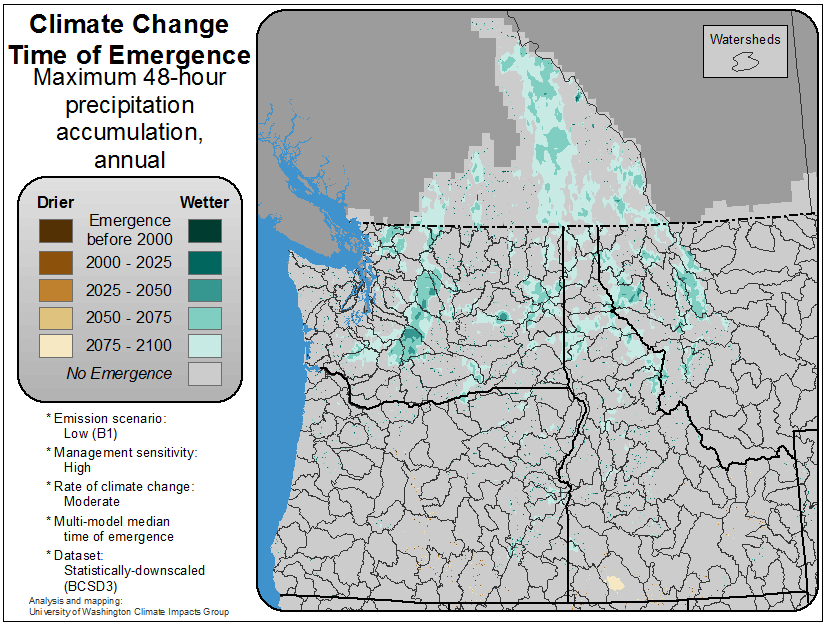 Climate Change
Time of Emergence
Maximum 48-hour
precipitation
accumulation,
annual
Drier Wetter
Emergence
before 2000
2000 - 2025
2025 - 2050
2050 - 2075
2075 - 2100
No Emergence
* Emission scenario:
Low (B1)
* Management sensitivity:
High
* Rate of climate change:
Moderate
* Multi-model median
time of emergence
* Dataset:
Statistically-downscaled
(BCSD3)
Analysis and mapping:
University of Washington Climate Impacts Group
Watersheds